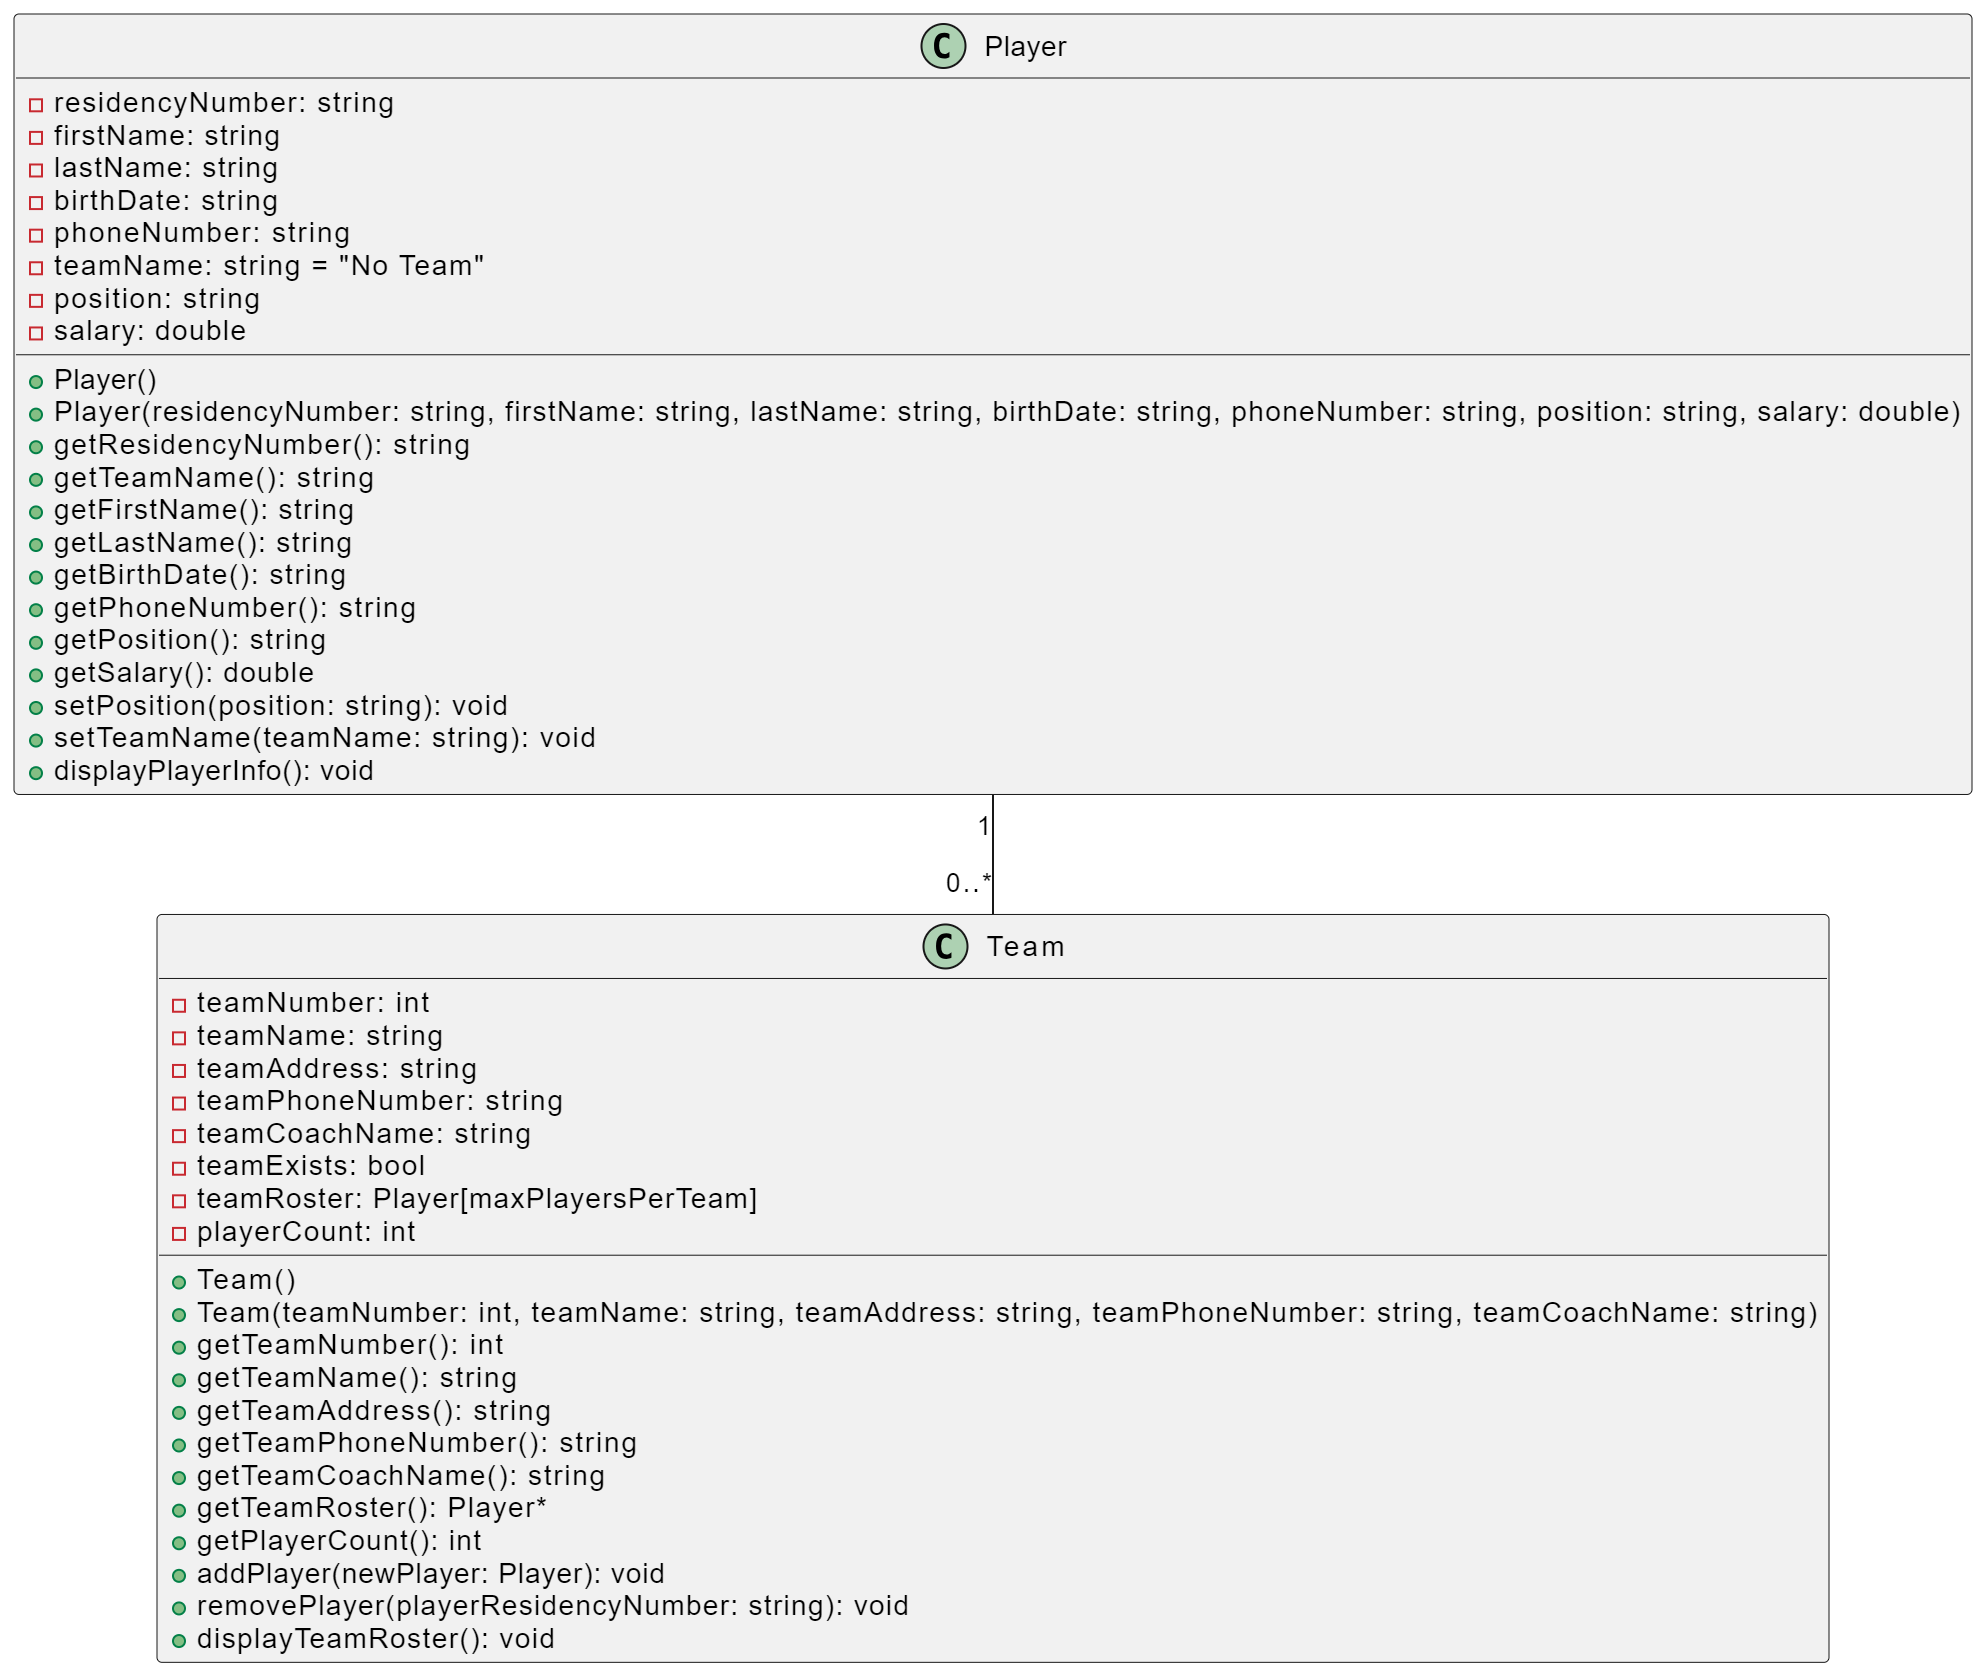 C Player
residencyNumber: string
firstName: string
lastName: string
birthDate: string
phoneNumber: string
teamName: string = "No Team"
position: string
salary: double
Player()
Player(residencyNumber: string, firstName: string, lastName: string, birthDate: string, phoneNumber: string, position: string, salary: double)
getResidencyNumber(): string
getTeamName(): string
getFirstName(): string
getLastName(): string
getBirthDate(): string
getPhoneNumber(): string
getPosition(): string
getSalary(): double
setPosition(position: string): void
setTeamName(teamName: string): void
displayPlayerInfo(): void
1
0..*
C Team
teamNumber: int
teamName: string
teamAddress: string
teamPhoneNumber: string
teamCoachName: string
teamExists: bool
teamRoster: Player[maxPlayersPerTeam]
playerCount: int
Team()
Team(teamNumber: int, teamName: string, teamAddress: string, teamPhoneNumber: string, teamCoachName: string)
getTeamNumber(): int
getTeamName(): string
getTeamAddress(): string
getTeamPhoneNumber(): string
getTeamCoachName(): string
getTeamRoster(): Player*
getPlayerCount(): int
addPlayer(newPlayer: Player): void
removePlayer(playerResidencyNumber: string): void
displayTeamRoster(): void